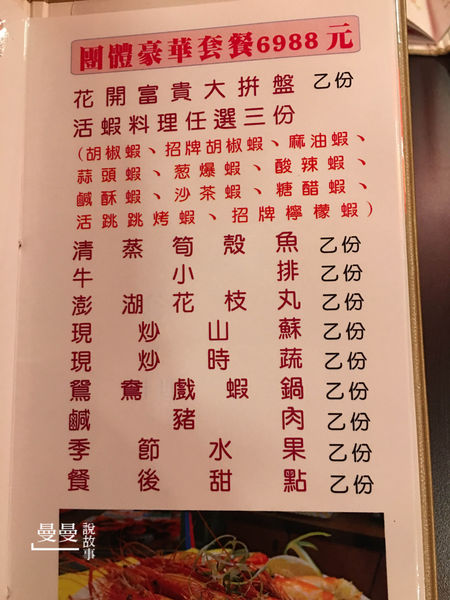 團體豪華套餐6988元
花開富貴大拼盤 乙份
活蝦料理任選三份
(胡椒蝦、招牌胡椒蝦、麻油蝦、
蒜頭蝦、葱爆蝦、酸辣蝦、
鹹酥蝦、沙茶蝦、糖醋蝦、
活跳跳烤蝦、招牌檸檬蝦)
清蒸筍殼魚 乙份
牛小排 乙份
澎湖花枝丸 乙份
現炒山蘇 乙份
現炒時蔬 乙份
鴛鴦戲蝦鍋 乙份
鹹豬肉 乙份
季節水果 乙份
餐後甜點 乙份
曼曼
說故事